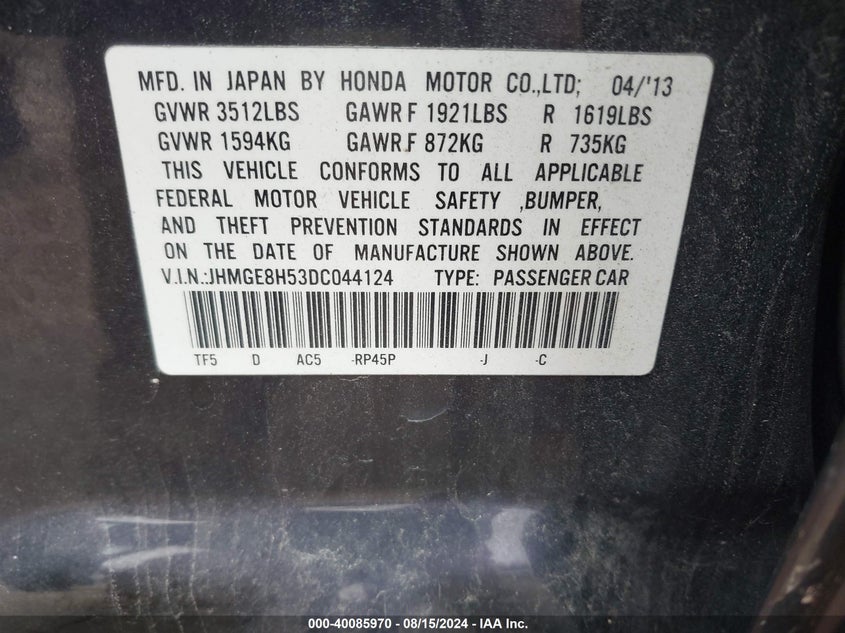 MFD. IN JAPAN BY HONDA MOTOR CO.,LTD; 04/'13
GVWR 3512LBS GAWR F 1921LBS R 1619LBS
GVWR 1594KG GAWR F 872KG R 735KG
THIS VEHICLE CONFORMS TO ALL APPLICABLE
FEDERAL MOTOR VEHICLE SAFETY ,BUMPER,
AND THEFT PREVENTION STANDARDS IN EFFECT
ON THE DATE OF MANUFACTURE SHOWN ABOVE.
V.I.N.:JHMGE8H53DC044124 TYPE: PASSENGER CAR
TF5 D AC5 -RP45P -J -C
000-40085970 - 08/15/2024 - IAA Inc.